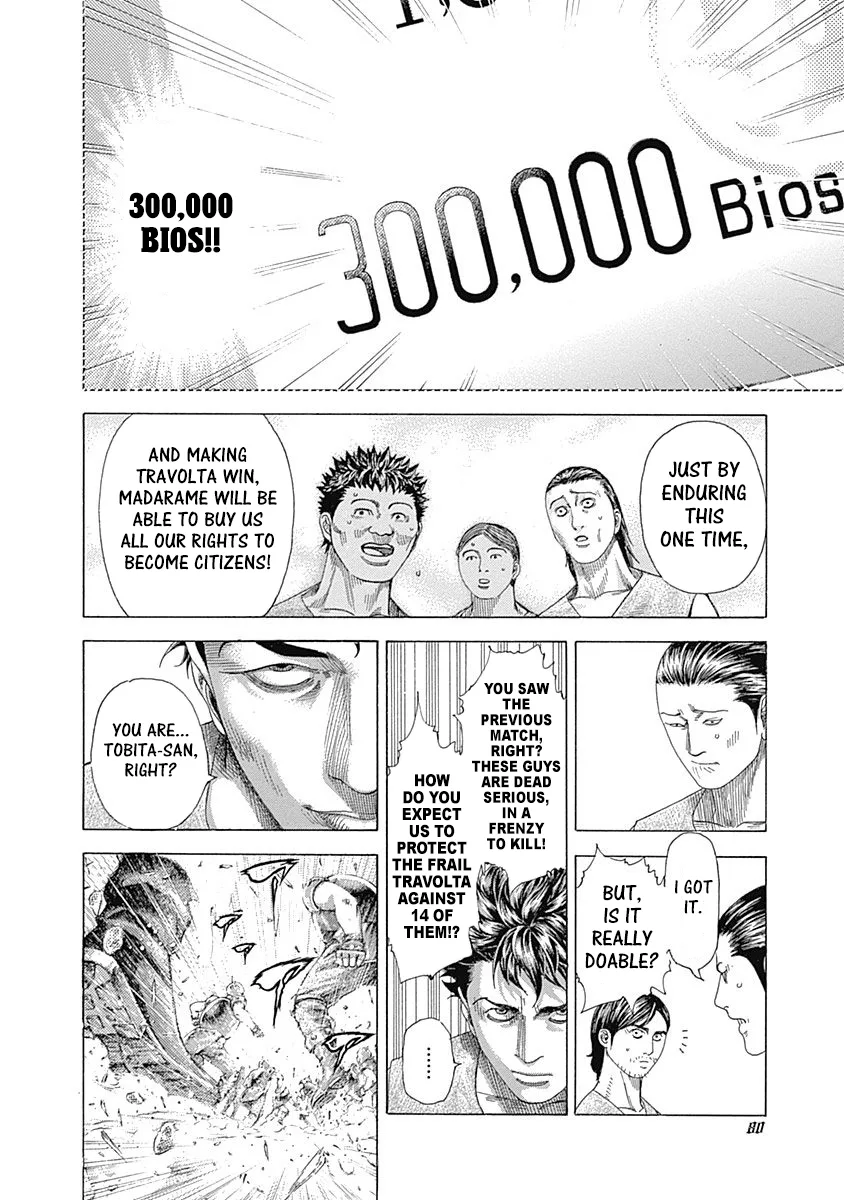 300,000 Bios
300,000
BIOS!!
JUST BY
ENDURING
THIS
ONE TIME,
AND MAKING
TRAVOLTA WIN,
MADARAME WILL BE
ABLE TO BUY US
ALL OUR RIGHTS TO
BECOME CITIZENS!
I GOT
IT.
BUT,
IS IT
REALLY
DOABLE?
YOU SAW
THE
PREVIOUS
MATCH,
RIGHT?
THESE GUYS
ARE DEAD
SERIOUS,
IN A
FRENZY
TO KILL!
HOW
DO YOU
EXPECT
US TO
PROTECT
THE FRAIL
TRAVOLTA
AGAINST
14 OF
THEM!?
......
YOU ARE...
TOBITA-SAN,
RIGHT?
80